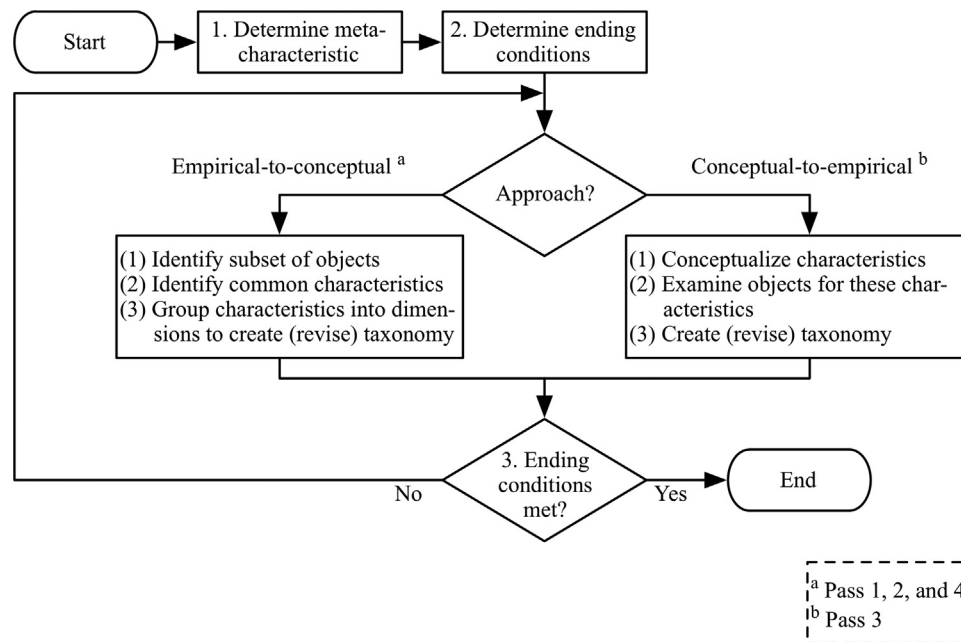 Start
1. Determine meta-
characteristic
2. Determine ending
conditions
Empirical-to-conceptual a
Approach?
Conceptual-to-empirical b
(1) Identify subset of objects
(2) Identify common characteristics
(3) Group characteristics into dimen-
sions to create (revise) taxonomy
(1) Conceptualize characteristics
(2) Examine objects for these char-
acteristics
(3) Create (revise) taxonomy
3. Ending
conditions
met?
No
Yes
End
a Pass 1, 2, and 4
b Pass 3